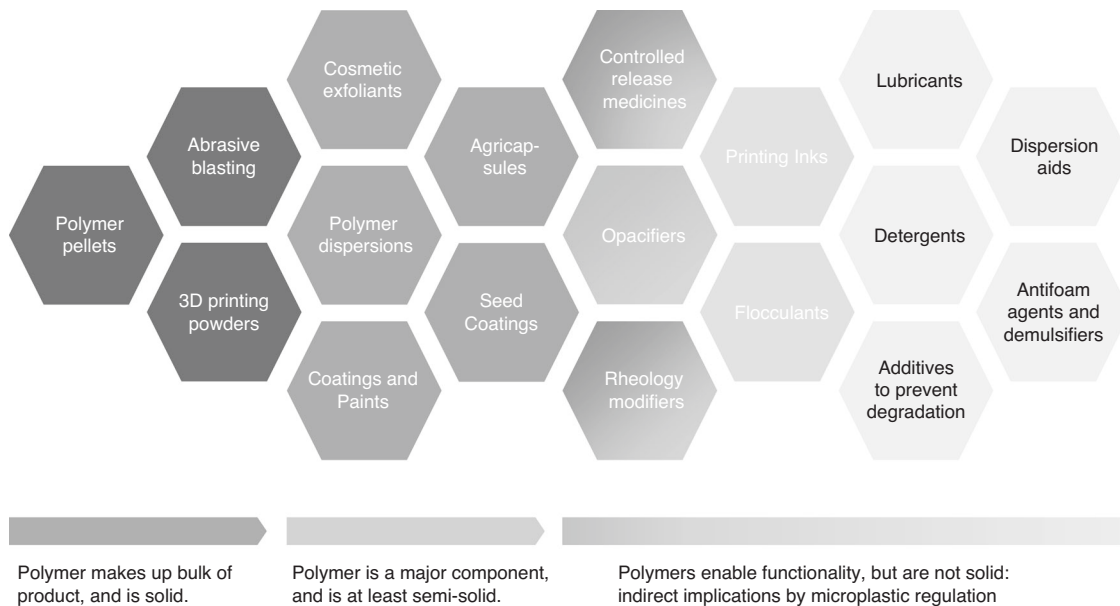 Cosmetic
exfoliants
Controlled
release
medicines
Lubricants
Abrasive
blasting
Agricap-
sules
Printing Inks
Dispersion
aids
Polymer
pellets
Polymer
dispersions
Opacifiers
Detergents
3D printing
powders
Seed
Coatings
Flocculants
Antifoam
agents and
demulsifiers
Coatings and
Paints
Rheology
modifiers
Additives
to prevent
degradation
Polymer makes up bulk of
product, and is solid.
Polymer is a major component,
and is at least semi-solid.
Polymers enable functionality, but are not solid:
indirect implications by microplastic regulation